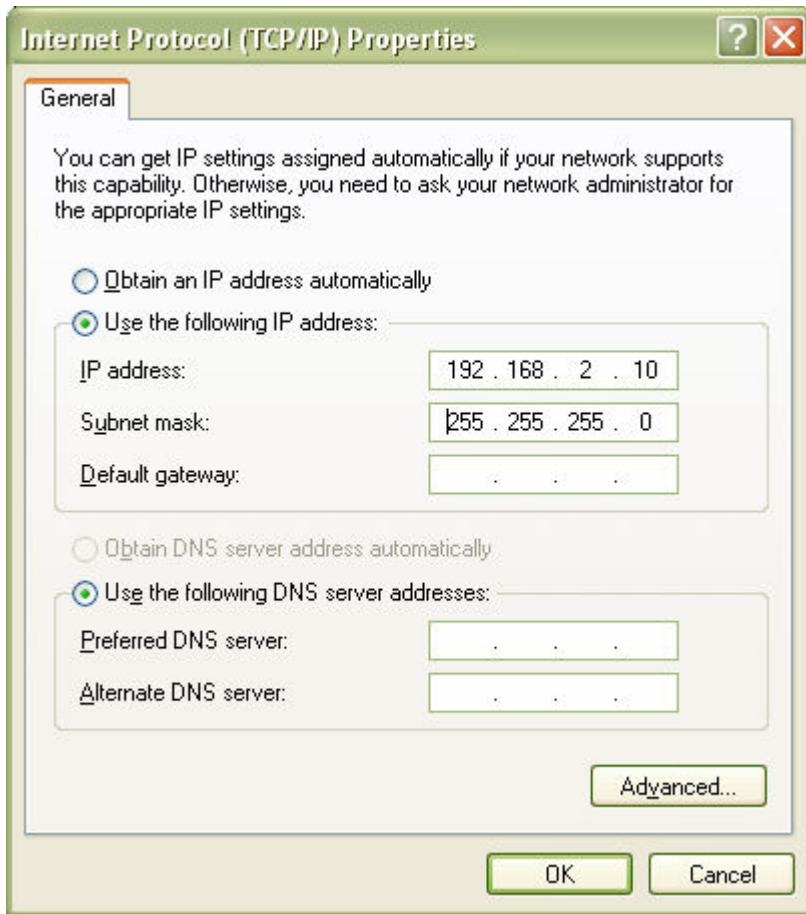 Internet Protocol (TCP/IP) Properties
General
You can get IP settings assigned automatically if your network supports
this capability. Otherwise, you need to ask your network administrator for
the appropriate IP settings.
Obtain an IP address automatically
Use the following IP address:
IP address: 192 . 168 . 2 . 10
Subnet mask: 255 . 255 . 255 . 0
Default gateway: . . .
Obtain DNS server address automatically
Use the following DNS server addresses:
Preferred DNS server: . . .
Alternate DNS server: . . .
Advanced...
OK Cancel